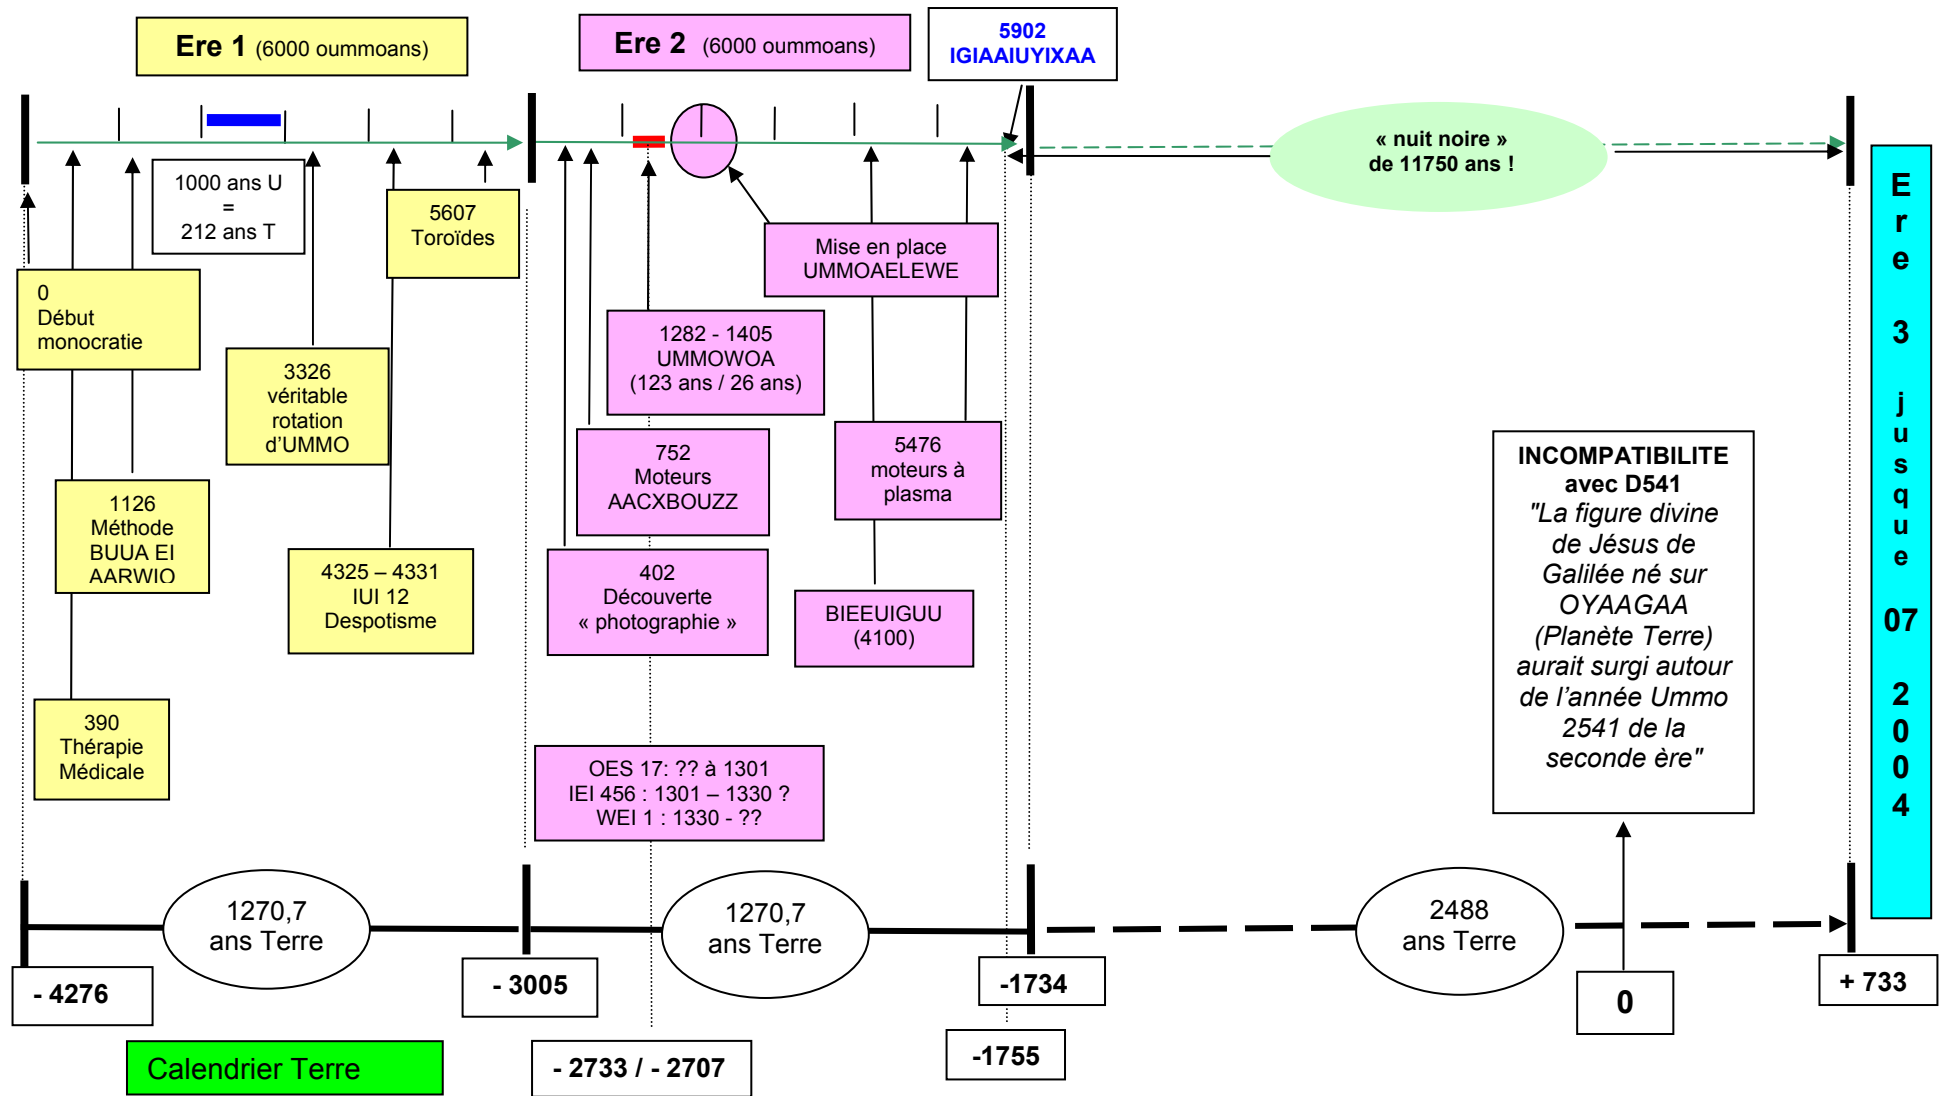 Ere 1 (6000 oummoans)
Ere 2 (6000 oummoans)
5902
IGIAAIUYIXAA
« nuit noire »
de 11750 ans !
1000 ans U
=
212 ans T
5607
Toroïdes
Mise en place
UMMOAELEWE
0
Début
monocratie
1282 - 1405
UMMOWOA
(123 ans / 26 ans)
3326
véritable
rotation
d’UMMO
752
Moteurs
AACXBOUZZ
5476
moteurs à
plasma
1126
Méthode
BUUA EI
AARWIO
4325 – 4331
IUI 12
Despotisme
402
Découverte
« photographie »
BIEEUIGUU
(4100)
390
Thérapie
Médicale
OES 17: ?? à 1301
IEI 456 : 1301 – 1330 ?
WEI 1 : 1330 - ??
INCOMPATIBILITE
avec D541
"La figure divine
de Jésus de
Galilée né sur
OYAAGAA
(Planète Terre)
aurait surgi autour
de l’année Ummo
2541 de la
seconde ère"
E
r
e
3
j
u
s
q
u
e
07
2
0
0
4
1270,7
ans Terre
1270,7
ans Terre
2488
ans Terre
- 4276
- 3005
-1734
0
+ 733
-1755
- 2733 / - 2707
Calendrier Terre